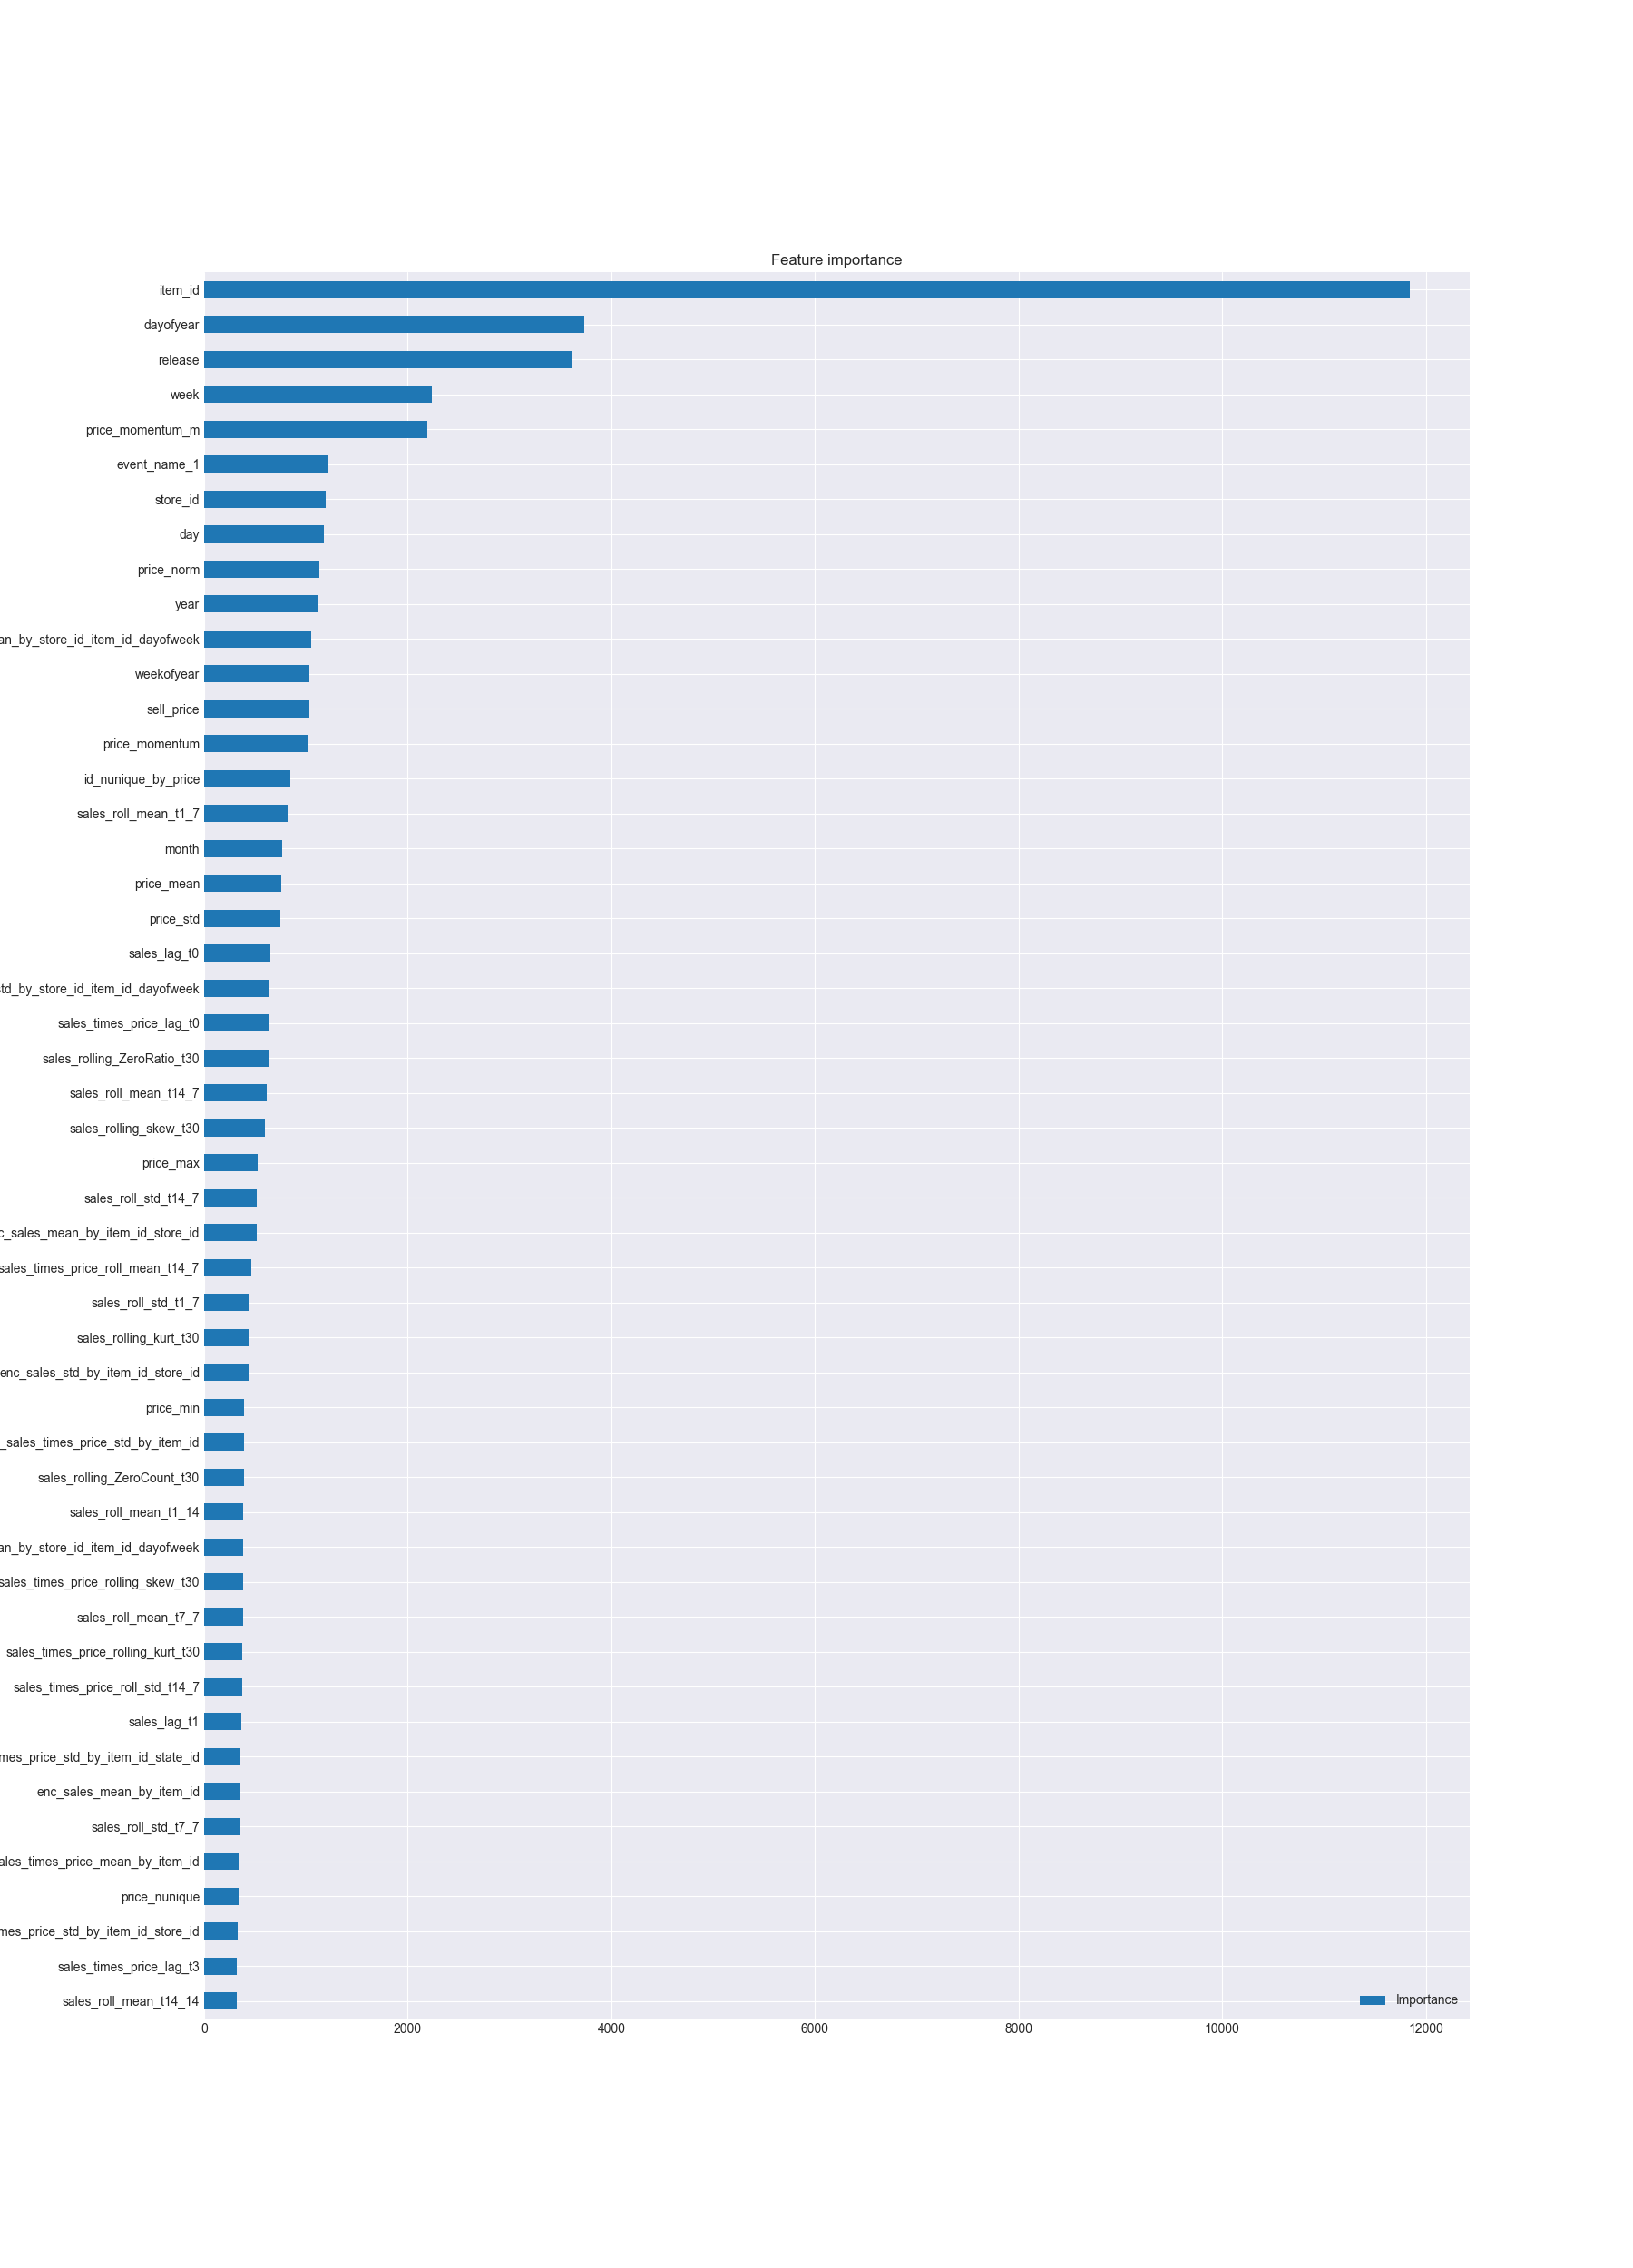 Feature importance
item_id
dayofyear
release
week
price_momentum_m
event_name_1
store_id
day
price_norm
year
an_by_store_id_item_id_dayofweek
weekofyear
sell_price
price_momentum
id_nunique_by_price
sales_roll_mean_t1_7
month
price_mean
price_std
sales_lag_t0
std_by_store_id_item_id_dayofweek
sales_times_price_lag_t0
sales_rolling_ZeroRatio_t30
sales_roll_mean_t14_7
sales_rolling_skew_t30
price_max
sales_roll_std_t14_7
c_sales_mean_by_item_id_store_id
sales_times_price_roll_mean_t14_7
sales_roll_std_t1_7
sales_rolling_kurt_t30
enc_sales_std_by_item_id_store_id
price_min
_sales_times_price_std_by_item_id
sales_rolling_ZeroCount_t30
sales_roll_mean_t1_14
an_by_store_id_item_id_dayofweek
sales_times_price_rolling_skew_t30
sales_roll_mean_t7_7
sales_times_price_rolling_kurt_t30
sales_times_price_roll_std_t14_7
sales_lag_t1
mes_price_std_by_item_id_state_id
enc_sales_mean_by_item_id
sales_roll_std_t7_7
ales_times_price_mean_by_item_id
price_nunique
mes_price_std_by_item_id_store_id
sales_times_price_lag_t3
sales_roll_mean_t14_14
Importance
0 2000 4000 6000 8000 10000 12000